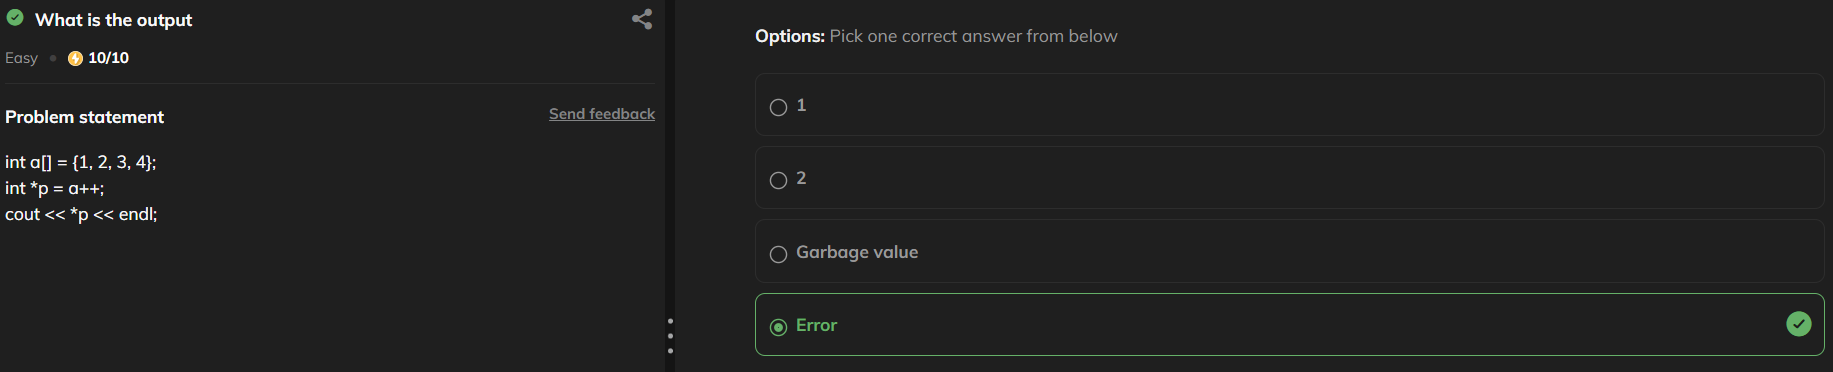 What is the output
Easy 10/10
Problem statement
Send feedback
int a[] = {1, 2, 3, 4};
int *p = a++;
cout << *p << endl;
Options: Pick one correct answer from below
1
2
Garbage value
Error